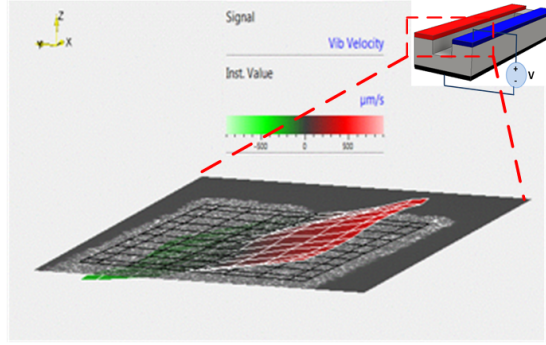 Signal
Vib Velocity
Inst. Value
µm/s
-500 0 500
Z
Y X
+
-
V